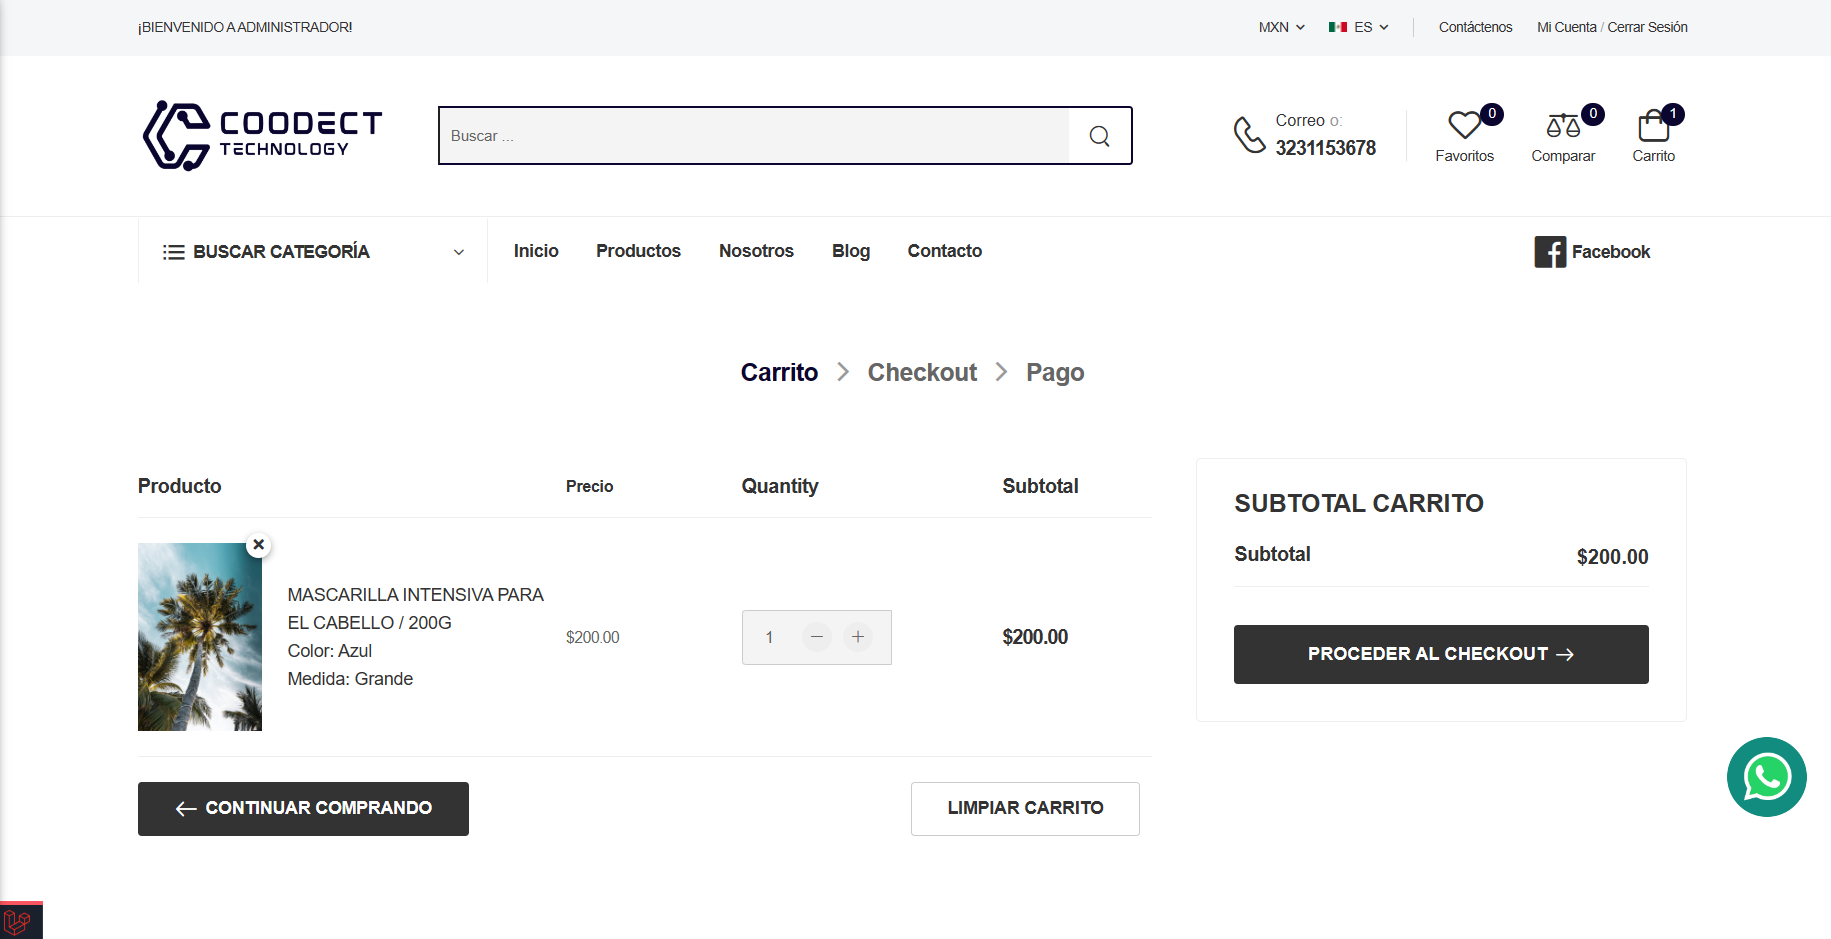 ¡BIENVENIDO A ADMINISTRADOR!
MXN
ES
Contáctenos
Mi Cuenta / Cerrar Sesión
COODECT
TECHNOLOGY
Buscar ...
Correo o:
3231153678
0
Favoritos
0
Comparar
1
Carrito
BUSCAR CATEGORÍA
Inicio
Productos
Nosotros
Blog
Contacto
Facebook
Carrito
Checkout
Pago
Producto
Precio
Quantity
Subtotal
MASCARILLA INTENSIVA PARA
EL CABELLO / 200G
Color: Azul
Medida: Grande
$200.00
1
$200.00
CONTINUAR COMPRANDO
LIMPIAR CARRITO
SUBTOTAL CARRITO
Subtotal
$200.00
PROCEDER AL CHECKOUT